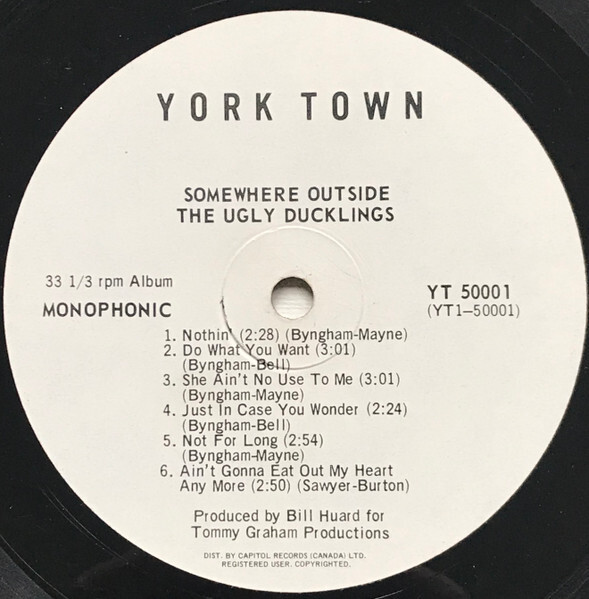 YORK TOWN
SOMEWHERE OUTSIDE
THE UGLY DUCKLINGS
33 1/3 rpm Album
MONOPHONIC
YT 50001
(YT1-50001)
1. Nothin' (2:28) (Byngham-Mayne)
2. Do What You Want (3:01)
(Byngham-Bell)
3. She Ain't No Use To Me (3:01)
(Byngham-Mayne)
4. Just In Case You Wonder (2:24)
(Byngham-Bell)
5. Not For Long (2:54)
(Byngham-Mayne)
6. Ain't Gonna Eat Out My Heart
Any More (2:50) (Sawyer-Burton)
Produced by Bill Huard for
Tommy Graham Productions
DIST. BY CAPITOL RECORDS (CANADA) LTD.
REGISTERED USER. COPYRIGHTED.